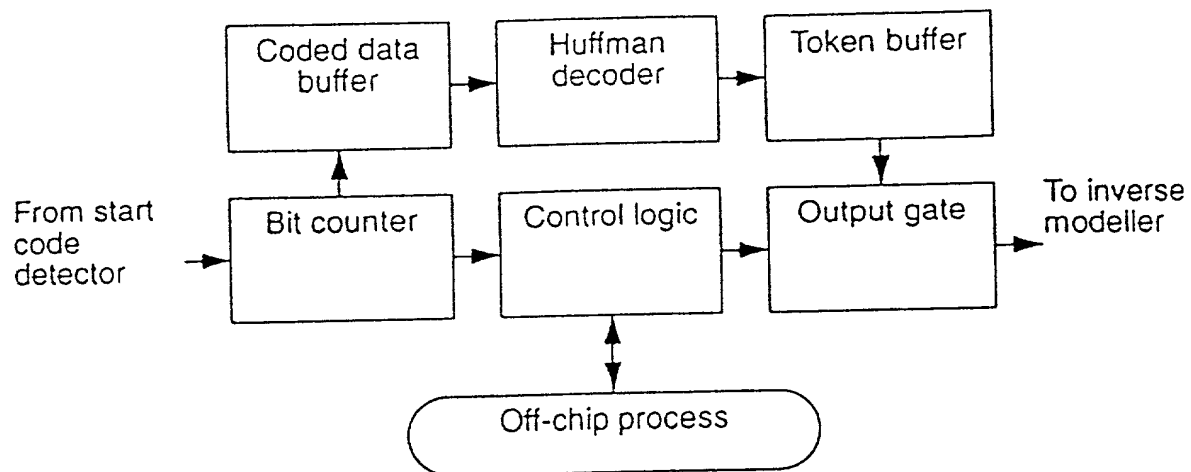 Coded data
buffer
Huffman
decoder
Token buffer
From start
code
detector
Bit counter
Control logic
Output gate
To inverse
modeller
Off-chip process